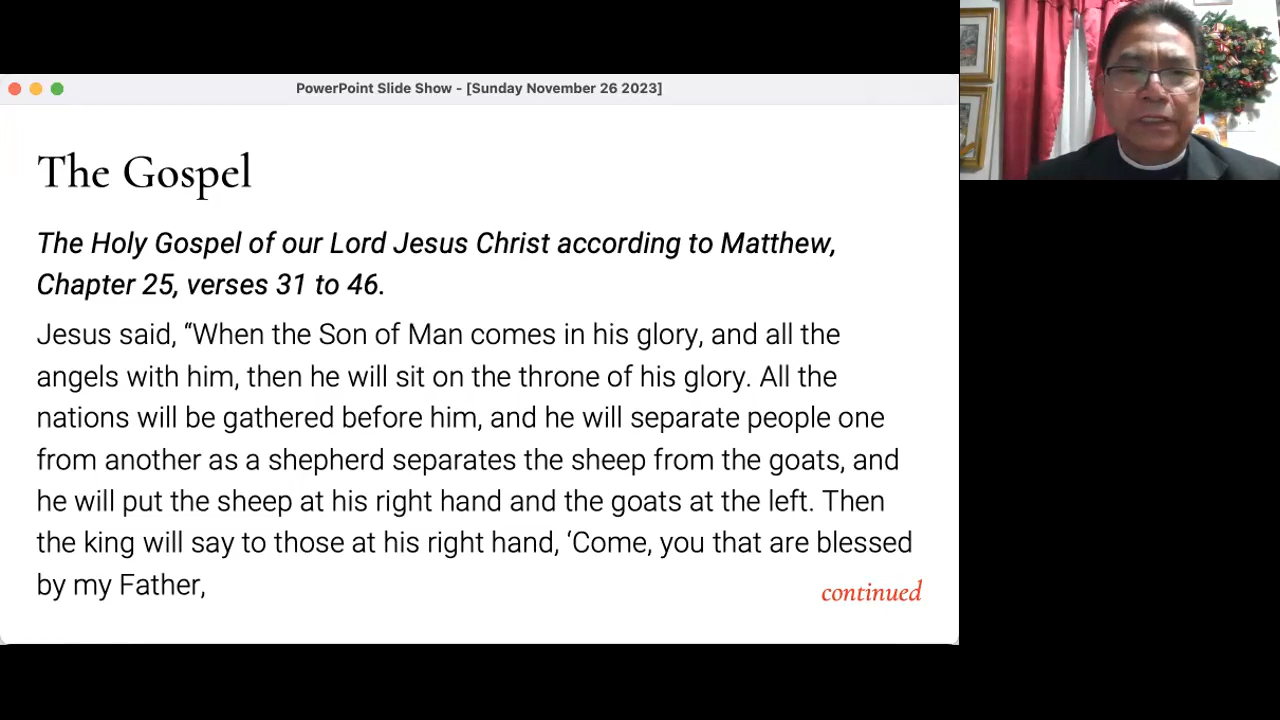 PowerPoint Slide Show - [Sunday November 26 2023]
The Gospel
The Holy Gospel of our Lord Jesus Christ according to Matthew,
Chapter 25, verses 31 to 46.
Jesus said, “When the Son of Man comes in his glory, and all the
angels with him, then he will sit on the throne of his glory. All the
nations will be gathered before him, and he will separate people one
from another as a shepherd separates the sheep from the goats, and
he will put the sheep at his right hand and the goats at the left. Then
the king will say to those at his right hand, ‘Come, you that are blessed
by my Father,
continued